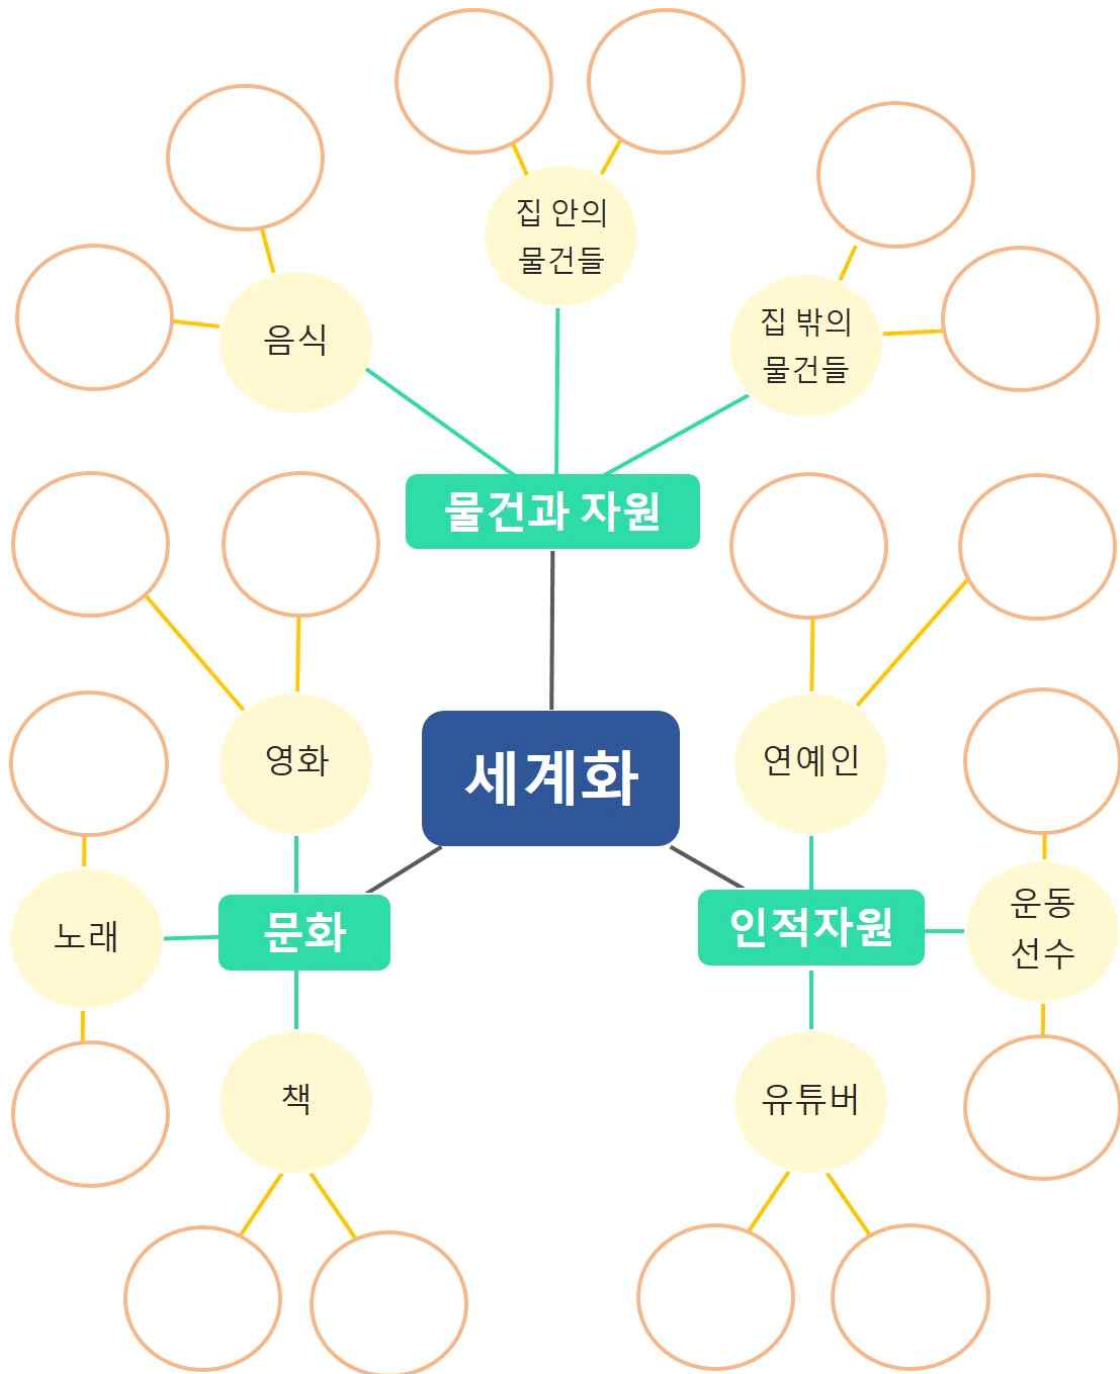 집 안의
물건들
음식
집 밖의
물건들
물건과 자원
영화
세계화
연예인
노래
문화
인적자원
운동
선수
책
유튜버